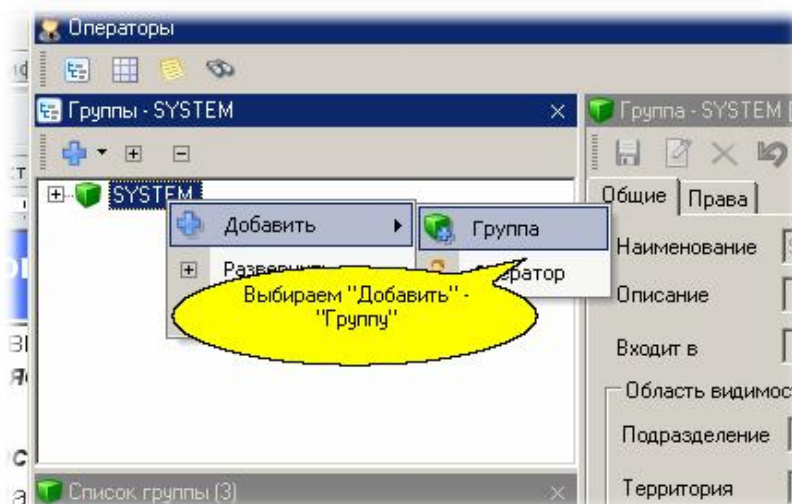 Операторы
Группы - SYSTEM
Группа - SYSTEM
SYSTEM
Общие Права
Добавить
Группа
Наименование
Выбираем "Добавить" -
"Группу"
Описание
Входит в
Область
Подразделение
Территория
Список группы (3)